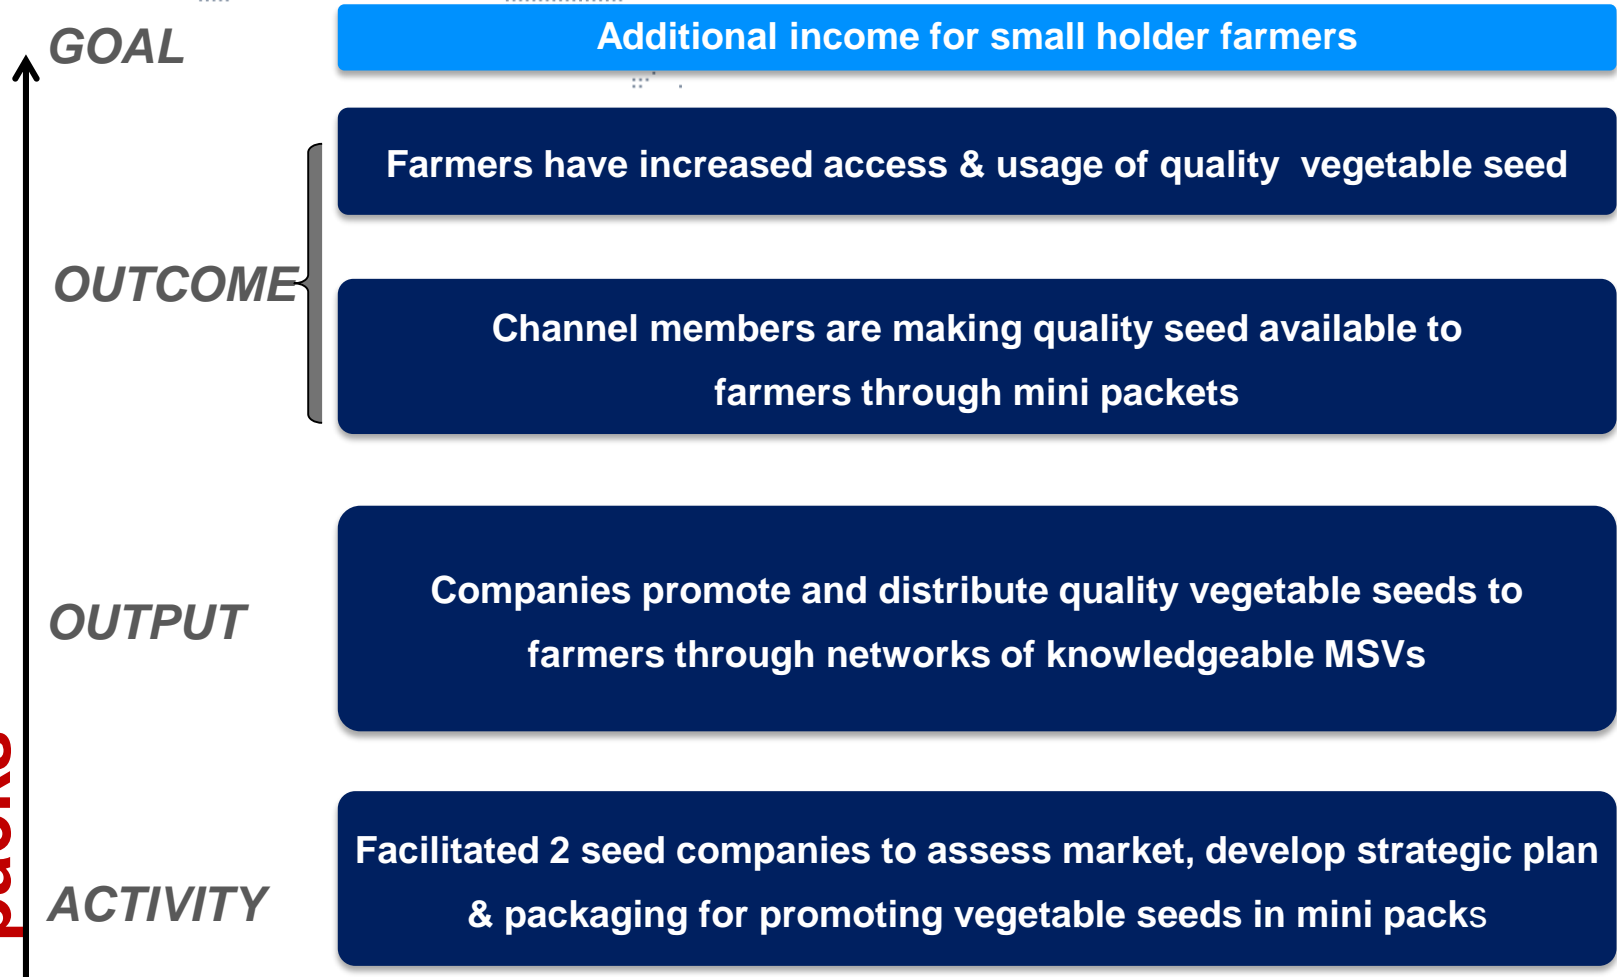 GOAL
Additional income for small holder farmers
Farmers have increased access & usage of quality vegetable seed
OUTCOME
Channel members are making quality seed available to
farmers through mini packets
OUTPUT
Companies promote and distribute quality vegetable seeds to
farmers through networks of knowledgeable MSVs
ACTIVITY
Facilitated 2 seed companies to assess market, develop strategic plan
& packaging for promoting vegetable seeds in mini packs